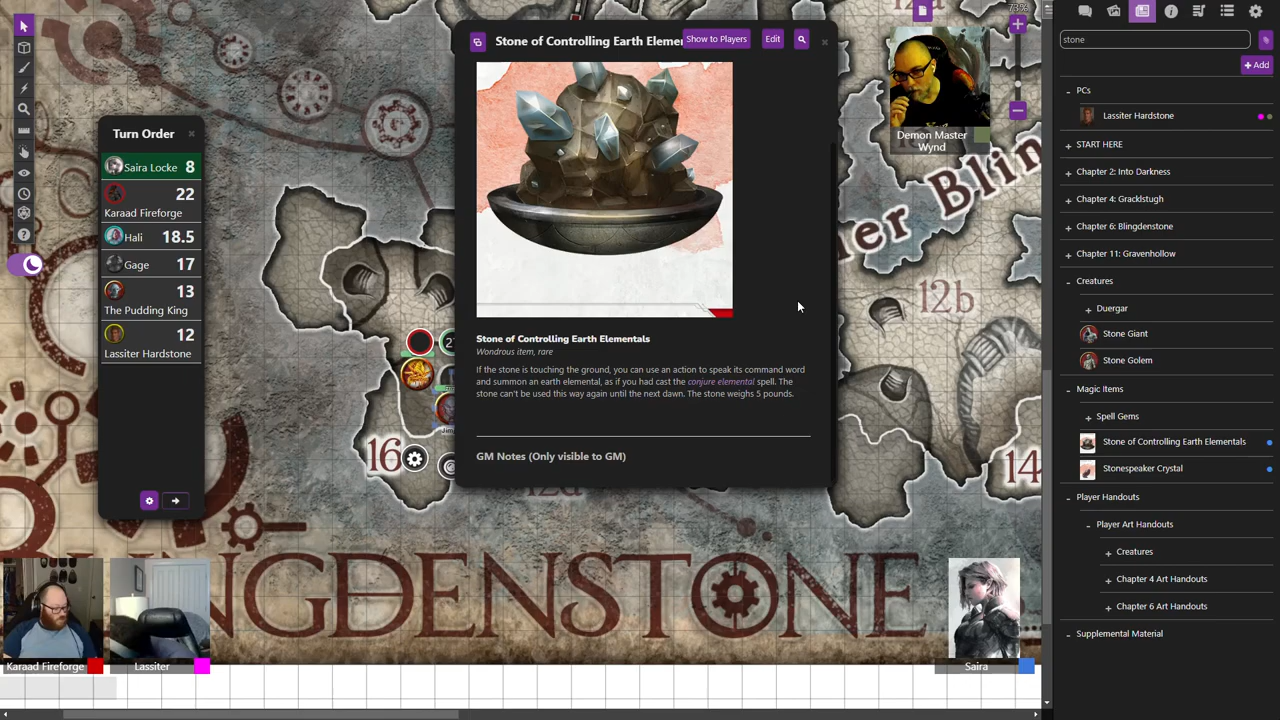 Stone of Controlling Earth Elemer
Show to Players
Edit
Stone of Controlling Earth Elementals
Wondrous item, rare
If the stone is touching the ground, you can use an action to speak its command word
and summon an earth elemental, as if you had cast the conjure elemental spell. The
stone can't be used this way again until the next dawn. The stone weighs 5 pounds.
GM Notes (Only visible to GM)
Turn Order
Saira Locke 8
22
Karaad Fireforge
Hali 18.5
Gage 17
13
The Pudding King
12
Lassiter Hardstone
73%
Demon Master
Wynd
er Blin
12b
16
12a
14
NGDENSTONE
Karaad Fireforge
Lassiter
Saira
stone
+ Add
PCs
Lassiter Hardstone
START HERE
Chapter 2: Into Darkness
Chapter 4: Gracklstugh
Chapter 6: Blingdenstone
Chapter 11: Gravenhollow
Creatures
Duergar
Stone Giant
Stone Golem
Magic Items
Spell Gems
Stone of Controlling Earth Elementals
Stonespeaker Crystal
Player Handouts
Player Art Handouts
Creatures
Chapter 4 Art Handouts
Chapter 6 Art Handouts
Supplemental Material